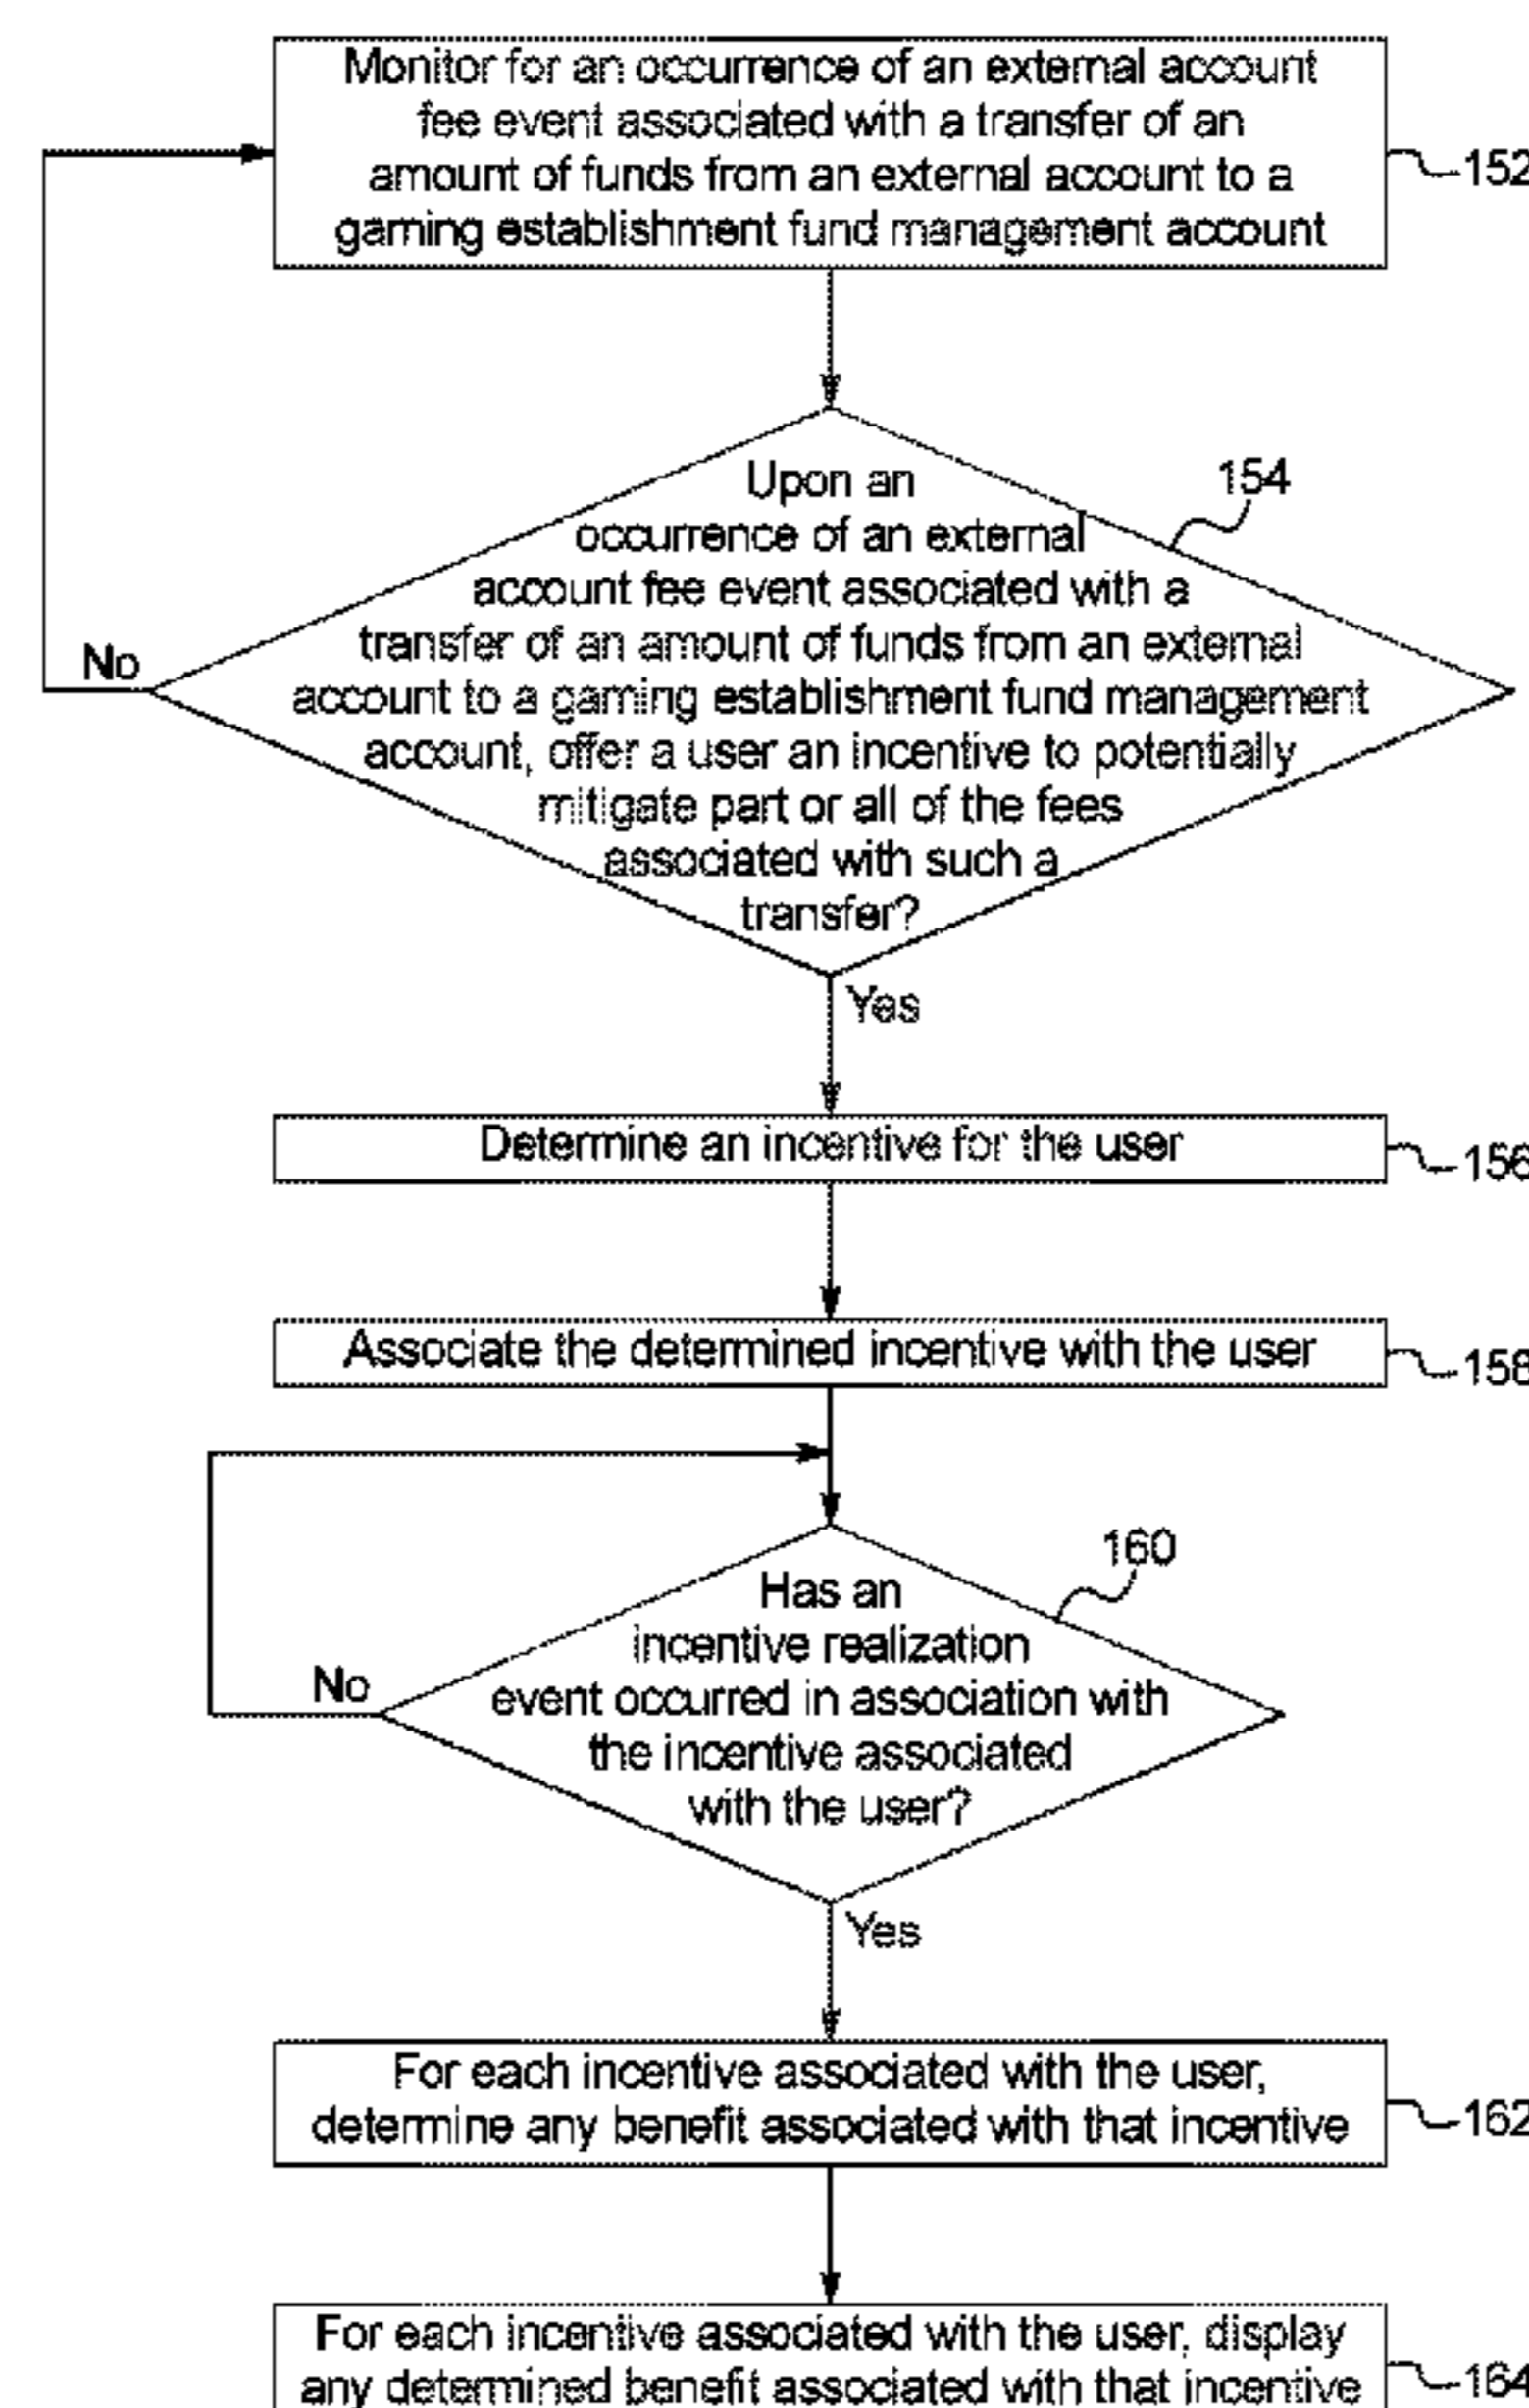 Monitor for an occurrence of an external account
fee event associated with a transfer of an
amount of funds from an external account to a
gaming establishment fund management account
152
Upon an
occurrence of an external
account fee event associated with a
transfer of an amount of funds from an external
account to a gaming establishment fund management
account, offer a user an incentive to potentially
mitigate part or all of the fees
associated with such a
transfer?
154
No
Yes
Determine an incentive for the user
156
Associate the determined incentive with the user
158
Has an
incentive realization
event occurred in association with
the incentive associated
with the user?
160
No
Yes
For each incentive associated with the user,
determine any benefit associated with that incentive
162
For each incentive associated with the user, display
any determined benefit associated with that incentive
164